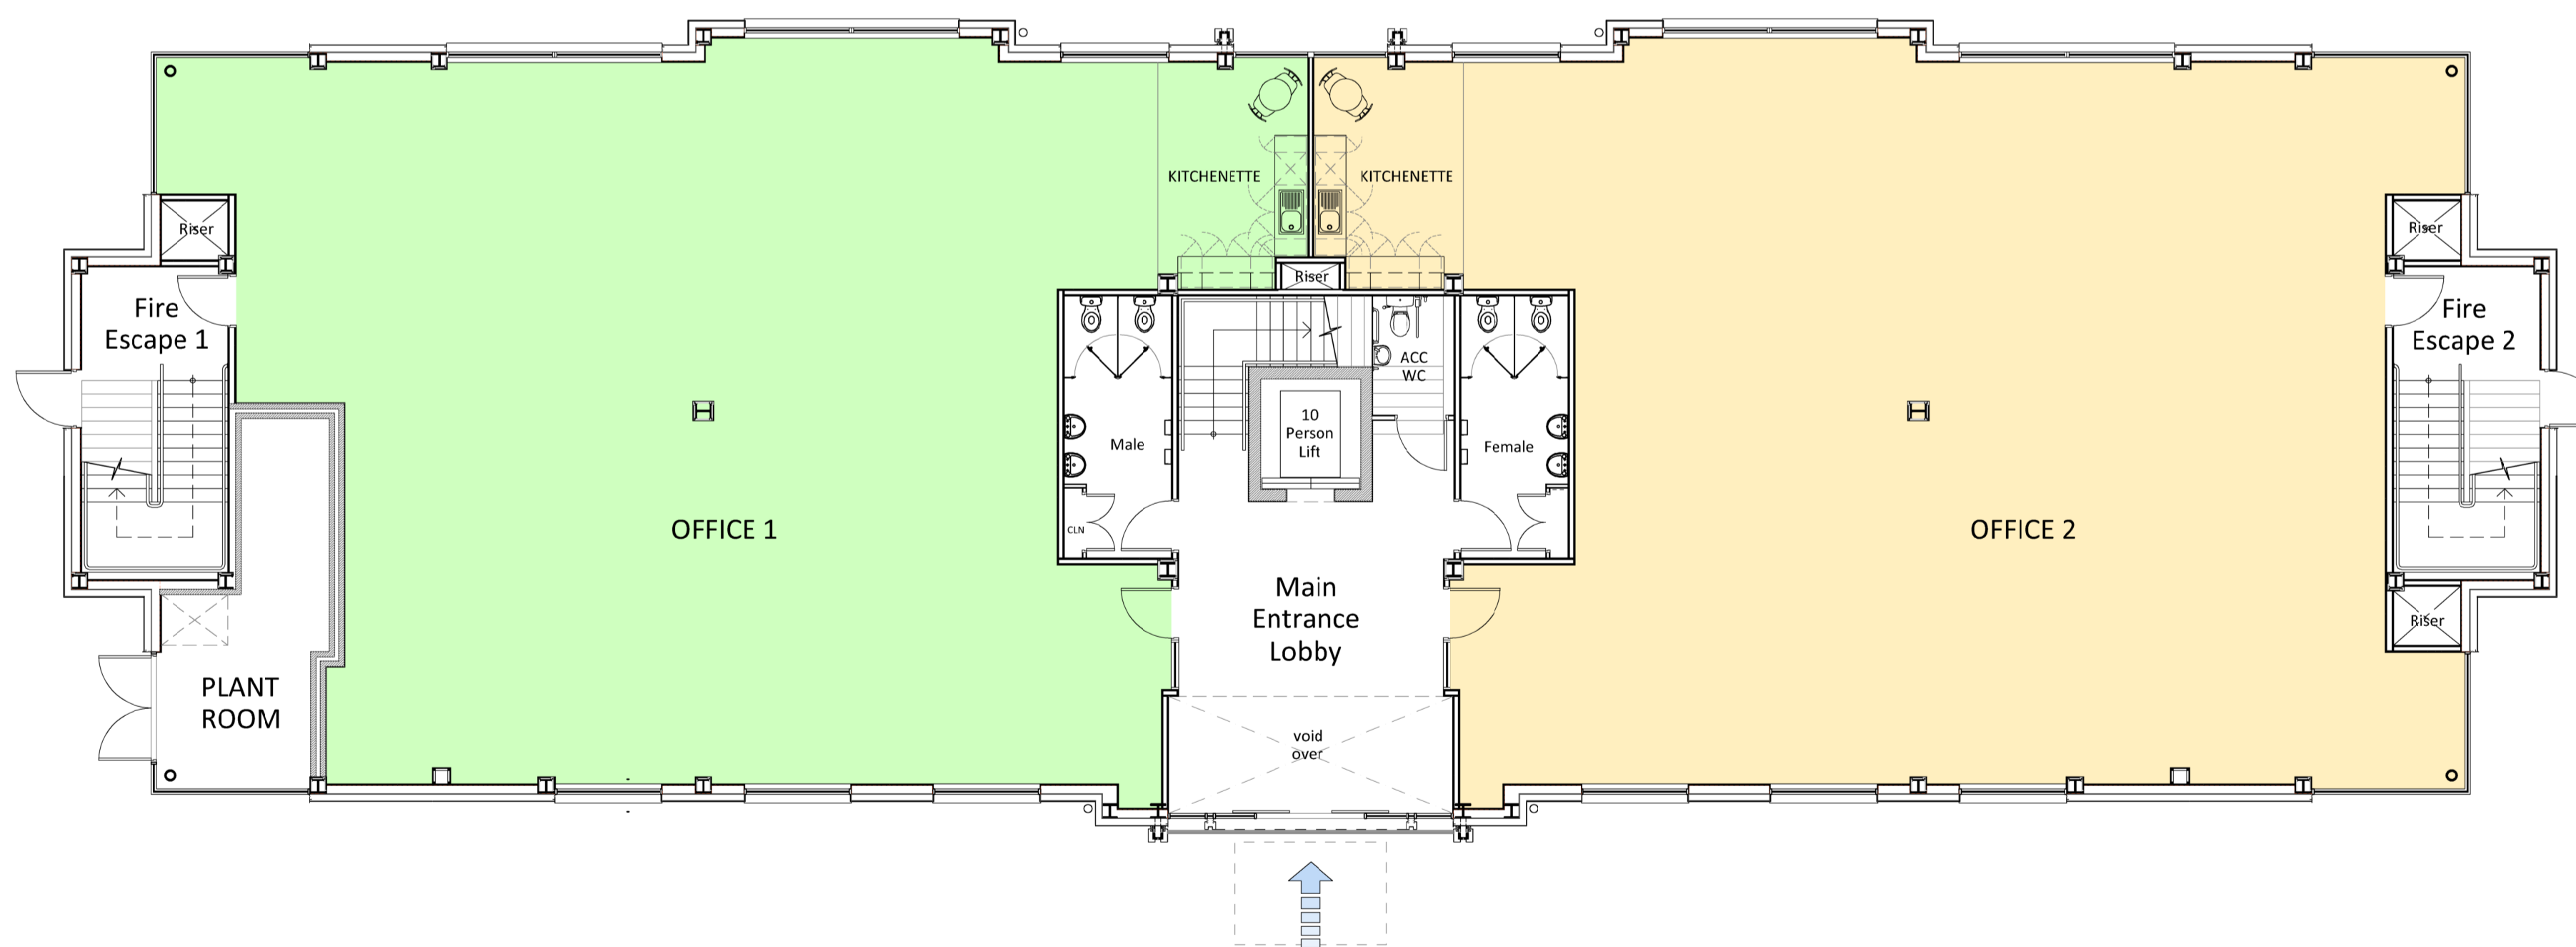 KITCHENETTE
KITCHENETTE
Riser
Riser
Riser
Fire
Escape 1
Fire
Escape 2
ACC
WC
10
Person
Lift
Male
Female
CLN
OFFICE 1
OFFICE 2
Main
Entrance
Lobby
Riser
PLANT
ROOM
void
over